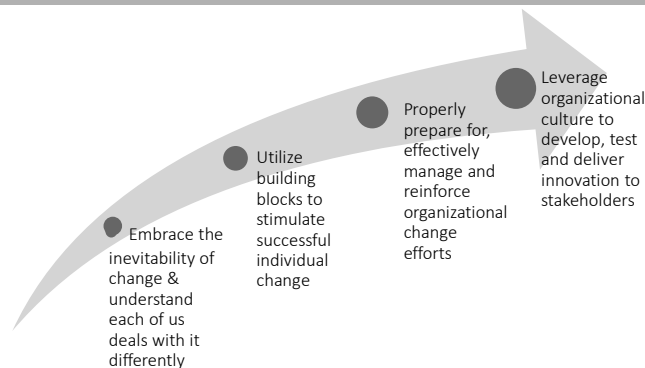 Embrace the
inevitability of
change &
understand
each of us
deals with it
differently
Utilize
building
blocks to
stimulate
successful
individual
change
Properly
prepare for,
effectively
manage and
reinforce
organizational
change
efforts
Leverage
organizational
culture to
develop, test
and deliver
innovation to
stakeholders